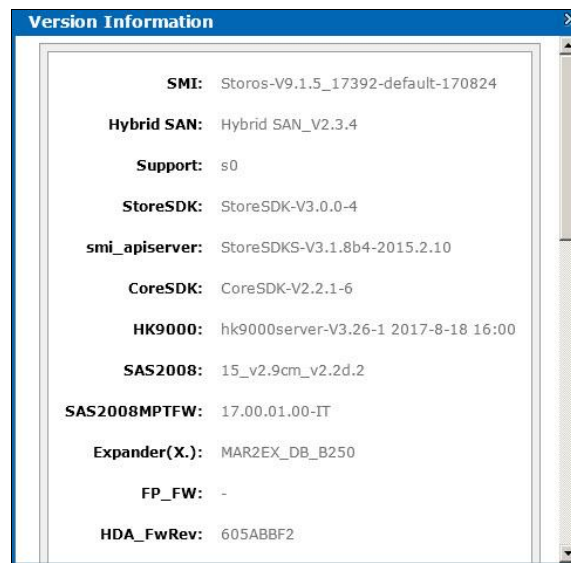 Version Information
SMI: Storos-V9.1.5_17392-default-170824
Hybrid SAN: Hybrid SAN_V2.3.4
Support: s0
StoreSDK: StoreSDK-V3.0.0-4
smi_apiserver: StoreSDKS-V3.1.8b4-2015.2.10
CoreSDK: CoreSDK-V2.2.1-6
HK9000: hk9000server-V3.26-1 2017-8-18 16:00
SAS2008: 15_v2.9cm_v2.2d.2
SAS2008MPTFW: 17.00.01.00-IT
Expander(X.): MAR2EX_DB_B250
FP_FW: -
HDA_FwRev: 605ABBF2